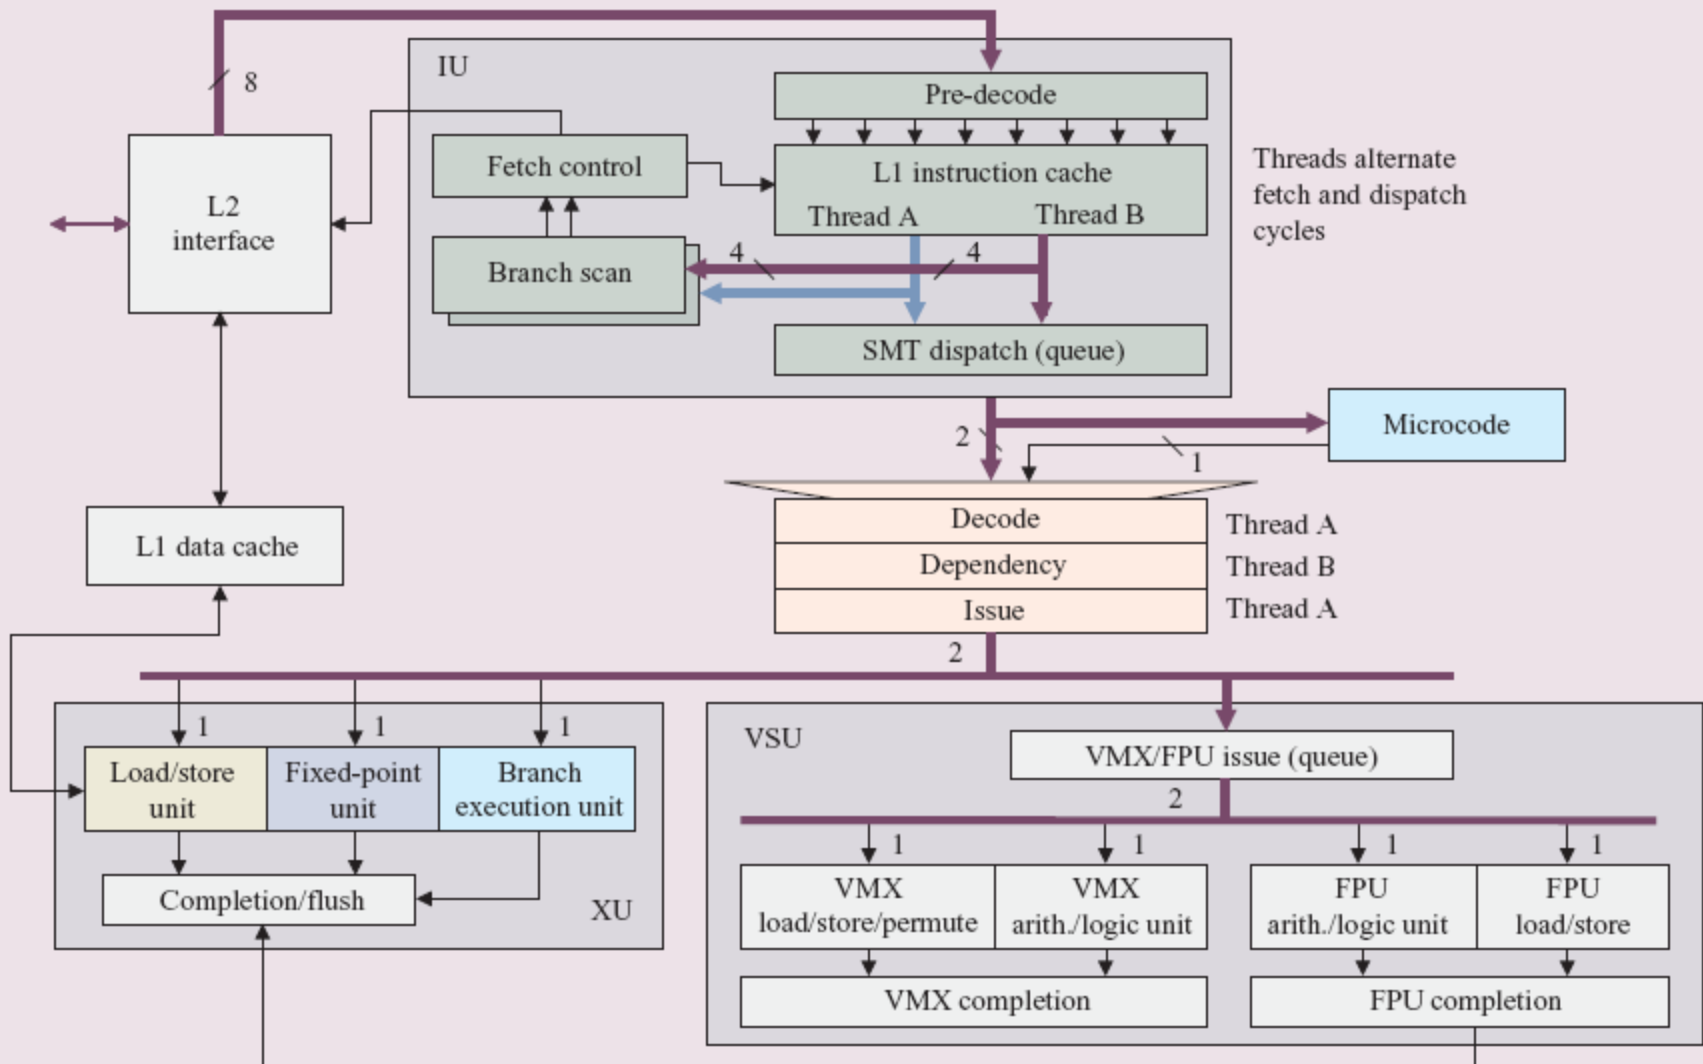 8
IU
Pre-decode
Fetch control
L1 instruction cache
Thread A
Thread B
Threads alternate
fetch and dispatch
cycles
L2
interface
Branch scan
4
4
SMT dispatch (queue)
2
1
Microcode
Decode
Thread A
Dependency
Thread B
Issue
Thread A
L1 data cache
2
1
1
1
Load/store
unit
Fixed-point
unit
Branch
execution unit
Completion/flush
XU
VSU
VMX/FPU issue (queue)
2
1
1
1
1
VMX
load/store/permute
VMX
arith./logic unit
FPU
arith./logic unit
FPU
load/store
VMX completion
FPU completion